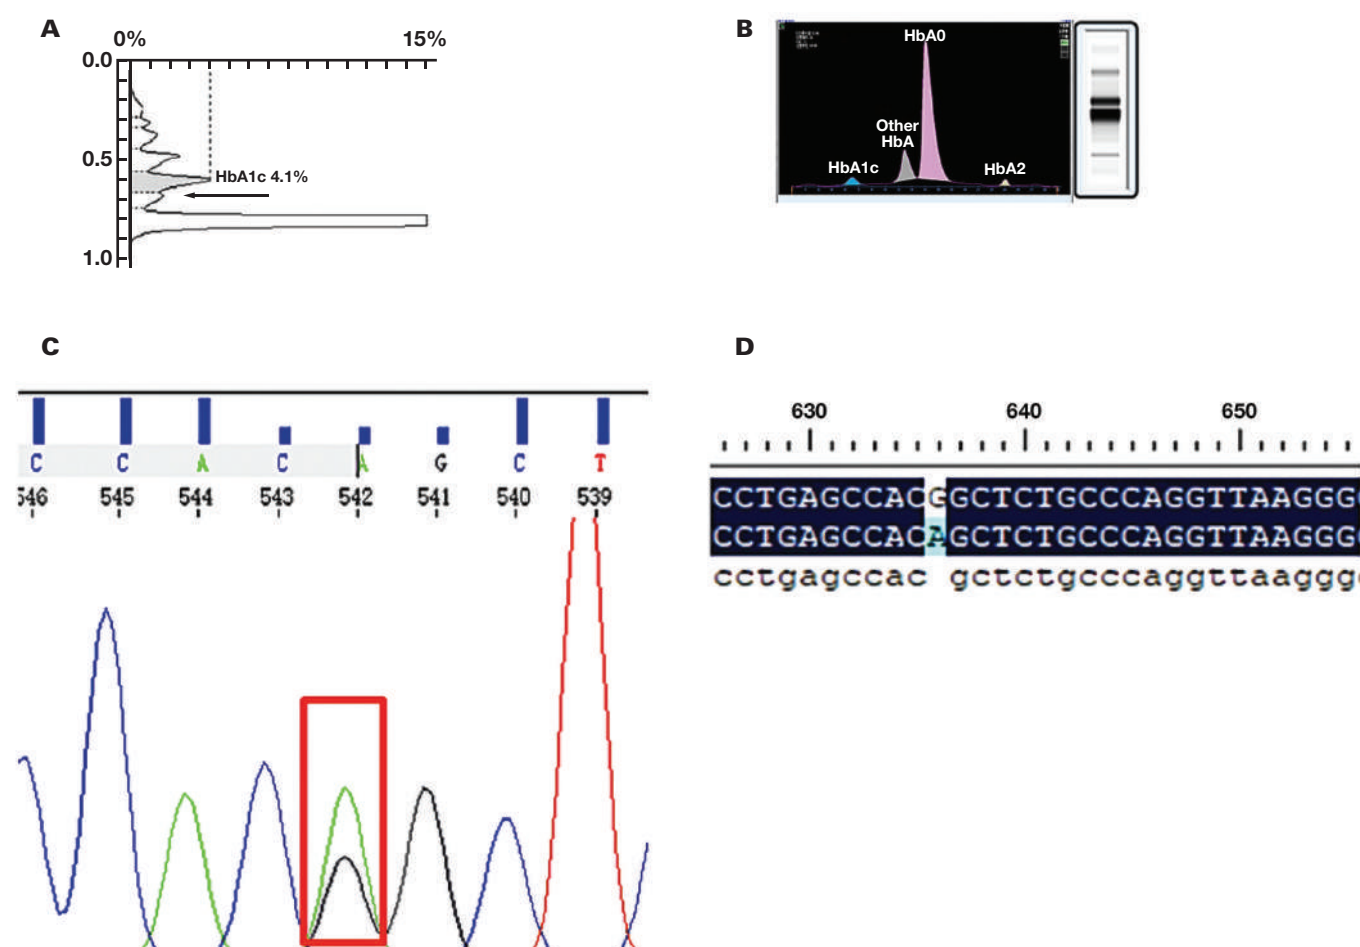 A
0% 15%
0.0
0.5
HbA1c 4.1%
1.0
B
HbA0
Other
HbA
HbA1c
HbA2
C
C C A C A G C T
546 545 544 543 542 541 540 539
D
630 640 650
CCTGAGCCACGGCTCTGCCCAGGTTAAGGG
CCTGAGCCACAGCTCTGCCCAGGTTAAGGG
cctgagccac gctctgcccaggttaaggg